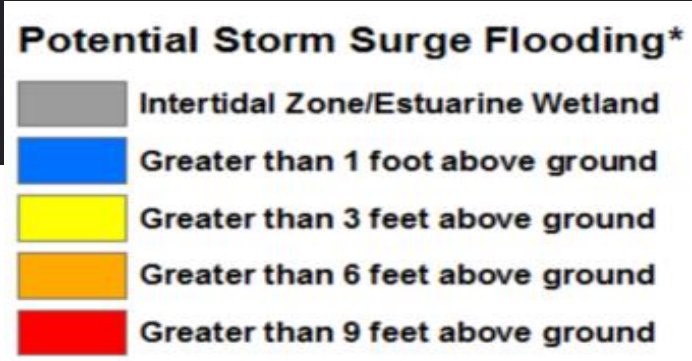 Potential Storm Surge Flooding*
Intertidal Zone/Estuarine Wetland
Greater than 1 foot above ground
Greater than 3 feet above ground
Greater than 6 feet above ground
Greater than 9 feet above ground